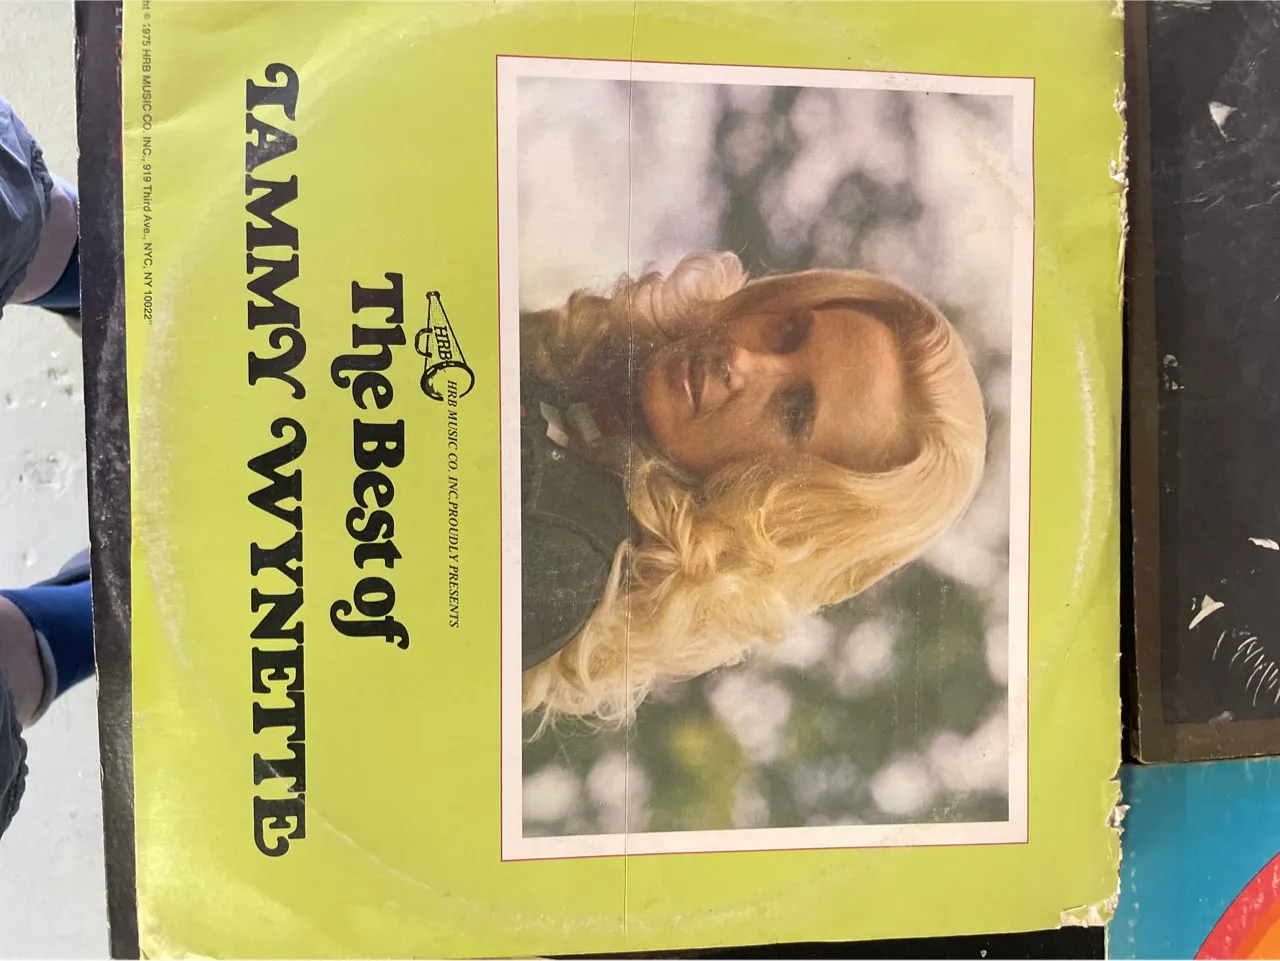 HRB
HRB MUSIC CO. INC.PROUDLY PRESENTS
The Best of
TAMMY WYNETTE
© 1975 HRB MUSIC CO. INC., 919 Third Ave., NYC, NY 10022"